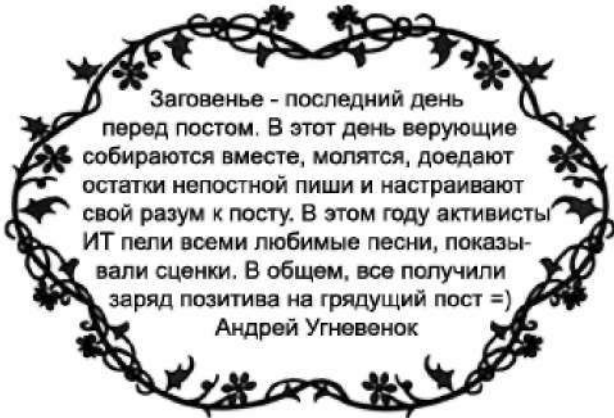 Заговенье - последний день
перед постом. В этот день верующие
собираются вместе, молятся, доедают
остатки непостной пиши и настраивают
свой разум к посту. В этом году активисты
ИТ пели всеми любимые песни, показы-
вали сценки. В общем, все получили
заряд позитива на грядущий пост =)
Андрей Угневенок